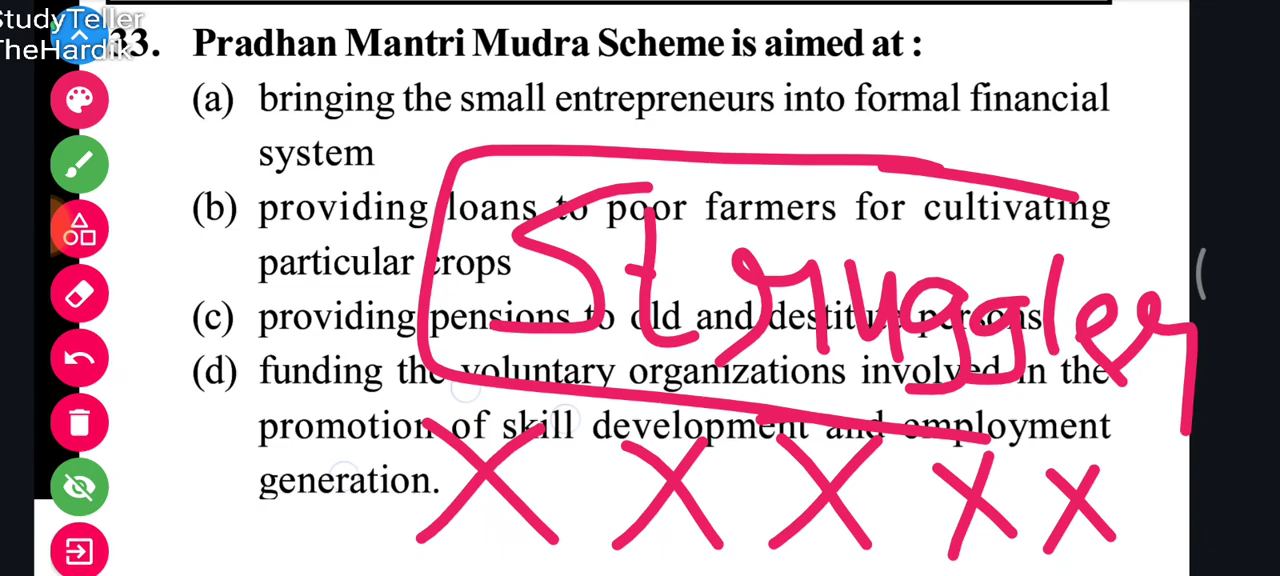 StudyTeller
TheHardik
33. Pradhan Mantri Mudra Scheme is aimed at :
(a) bringing the small entrepreneurs into formal financial
system
(b) providing loans to poor farmers for cultivating
particular crops
(c) providing pensions to old and destitute persons
(d) funding the voluntary organizations involved in the
promotion of skill development and employment
generation.
Struggler
X X X X X